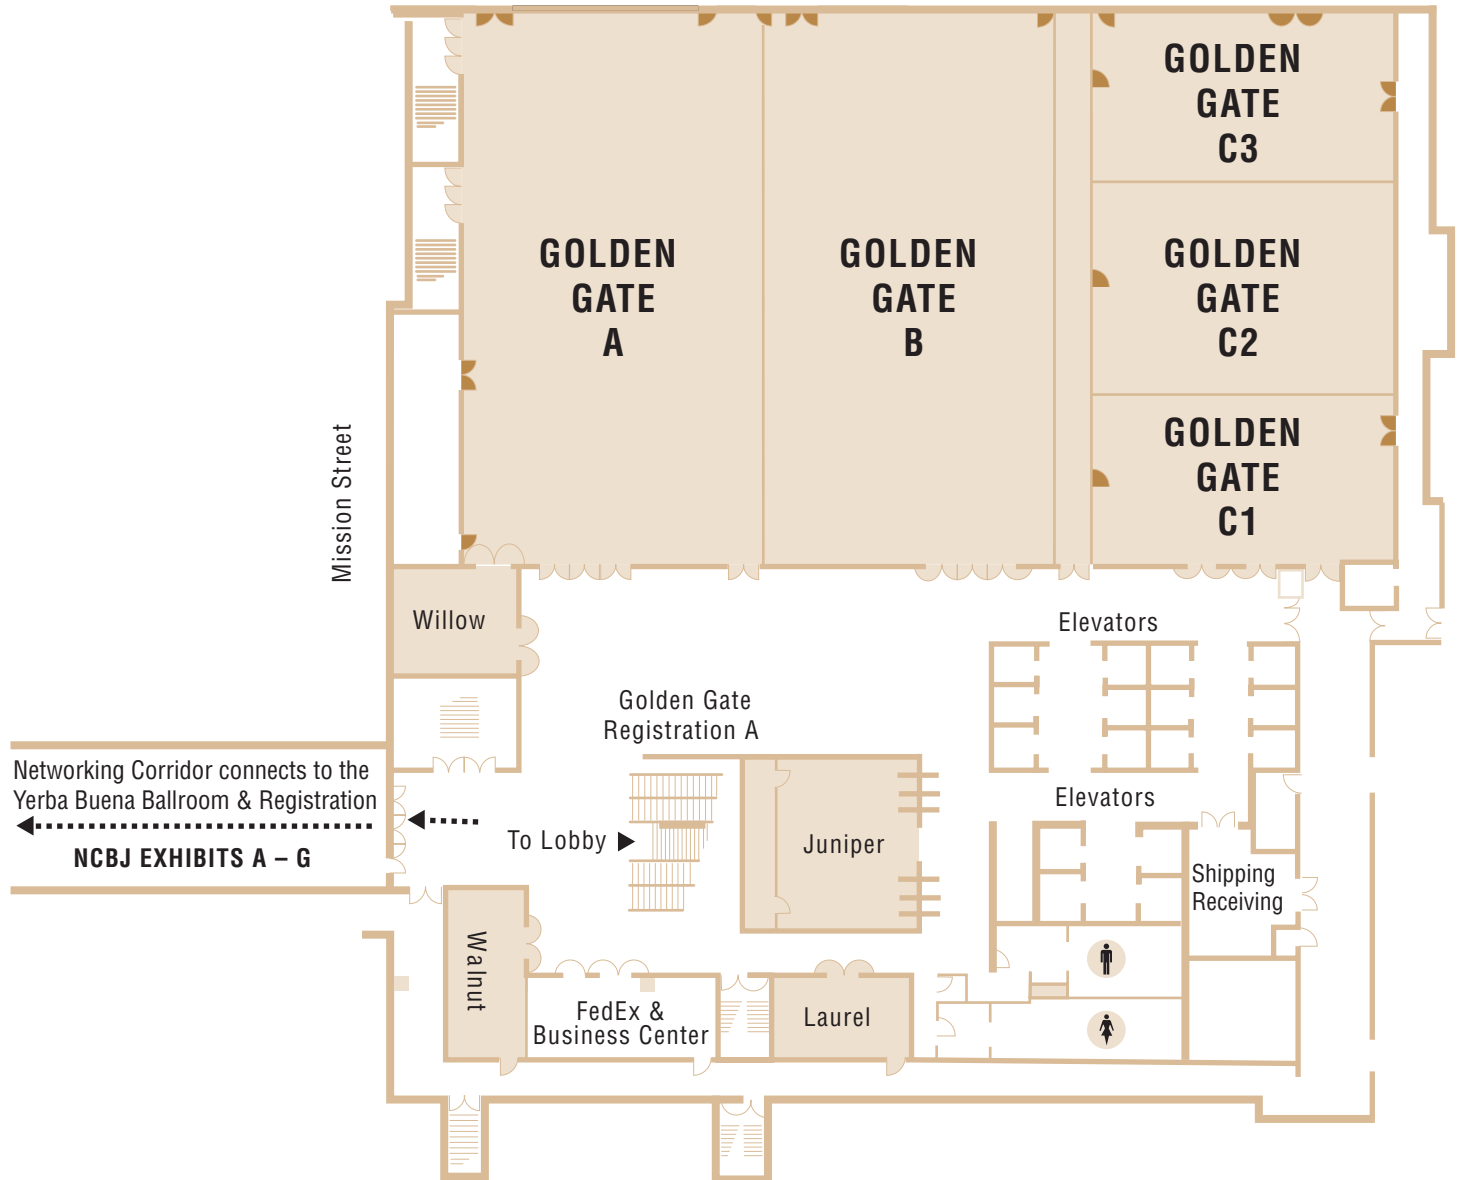 GOLDEN
GATE
C3
GOLDEN
GATE
A
GOLDEN
GATE
B
GOLDEN
GATE
C2
GOLDEN
GATE
C1
Mission Street
Willow
Elevators
Golden Gate
Registration A
Networking Corridor connects to the
Yerba Buena Ballroom & Registration
NCBJ EXHIBITS A – G
To Lobby
Juniper
Elevators
Shipping
Receiving
Walnut
FedEx &
Business Center
Laurel